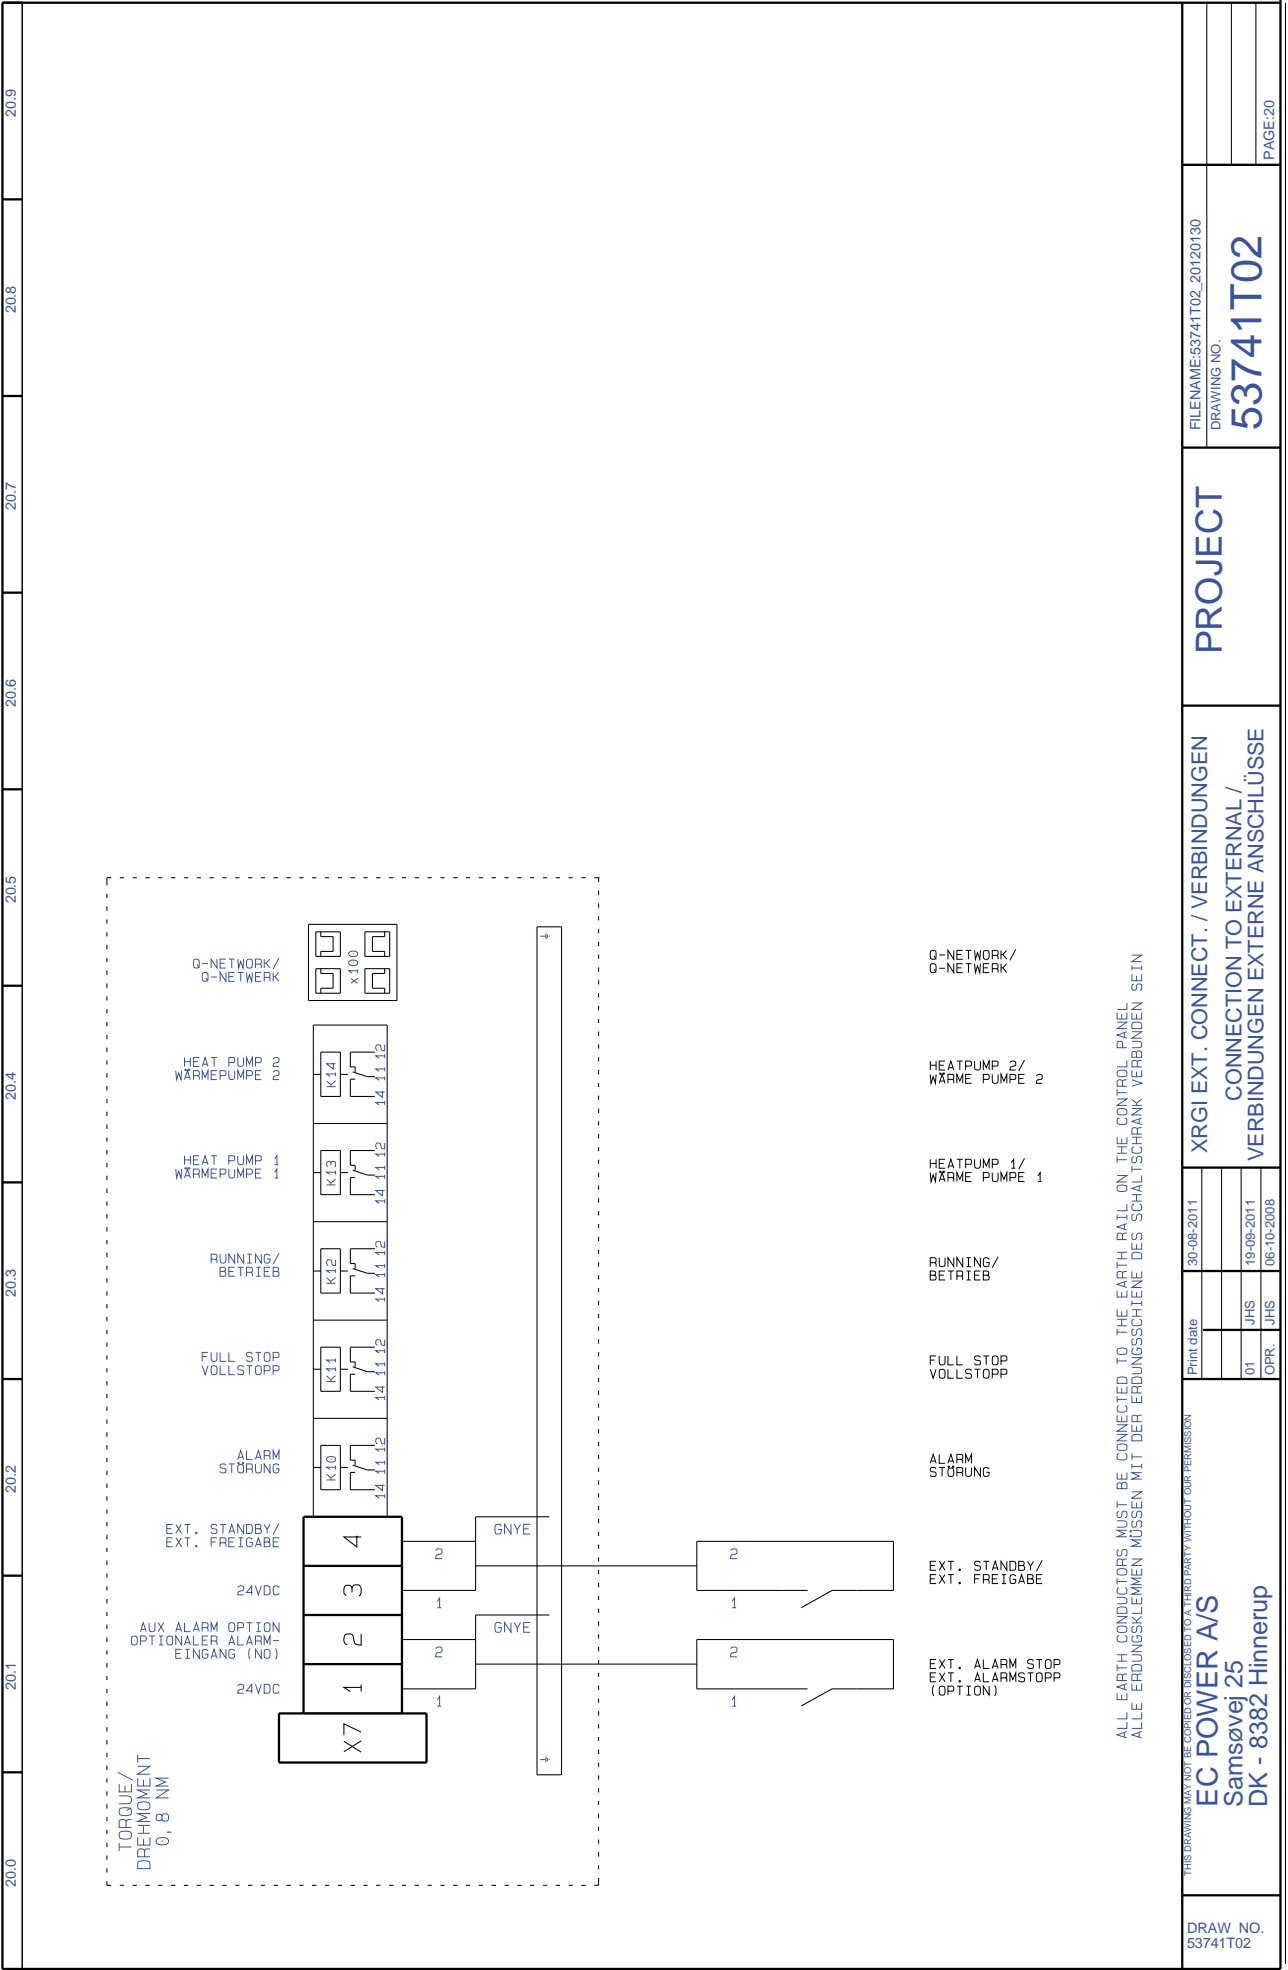 20.0
20.1
20.2
20.3
20.4
20.5
20.6
20.7
20.8
20.9
TORQUE/
DREHMOMENT
0,8 NM
24VDC
AUX ALARM OPTION
OPTIONALER ALARM-
EINGANG (NO)
24VDC
EXT. STANDBY/
EXT. FREIGABE
ALARM
STÖRUNG
FULL STOP
VOLLSTOPP
RUNNING/
BETRIEB
HEAT PUMP 1
WÄRMEPUMPE 1
HEAT PUMP 2
WÄRMEPUMPE 2
Q-NETWORK/
Q-NETWERK
X7
1
2
3
4
K10
14 11 12
K11
14 11 12
K12
14 11 12
K13
14 11 12
K14
14 11 12
x100
1
2
GNYE
1
2
GNYE
1
2
1
2
EXT. ALARM STOP
EXT. ALARMSTOPP
(OPTION)
EXT. STANDBY/
EXT. FREIGABE
ALARM
STÖRUNG
FULL STOP
VOLLSTOPP
RUNNING/
BETRIEB
HEATPUMP 1/
WÄRME PUMPE 1
HEATPUMP 2/
WÄRME PUMPE 2
Q-NETWORK/
Q-NETWERK
ALL EARTH CONDUCTORS MUST BE CONNECTED TO THE EARTH RAIL ON THE CONTROL PANEL
ALLE ERDUNGSKLEMMEN MÜSSEN MIT DER ERDUNGSSCHIENE DES SCHALTSCHRANK VERBUNDEN SEIN
DRAW NO.
53741T02
THIS DRAWING MAY NOT BE COPIED OR DISCLOSED TO A THIRD PARTY WITHOUT OUR PERMISSION
EC POWER A/S
Samsøvej 25
DK - 8382 Hinnerup
Print date 30-08-2011
01 JHS 19-09-2011
OPR. JHS 06-10-2008
XRGI EXT. CONNECT. / VERBINDUNGEN
CONNECTION TO EXTERNAL /
VERBINDUNGEN EXTERNE ANSCHLÜSSE
PROJECT
FILENAME:53741T02_20120130
DRAWING NO.
53741T02
PAGE:20